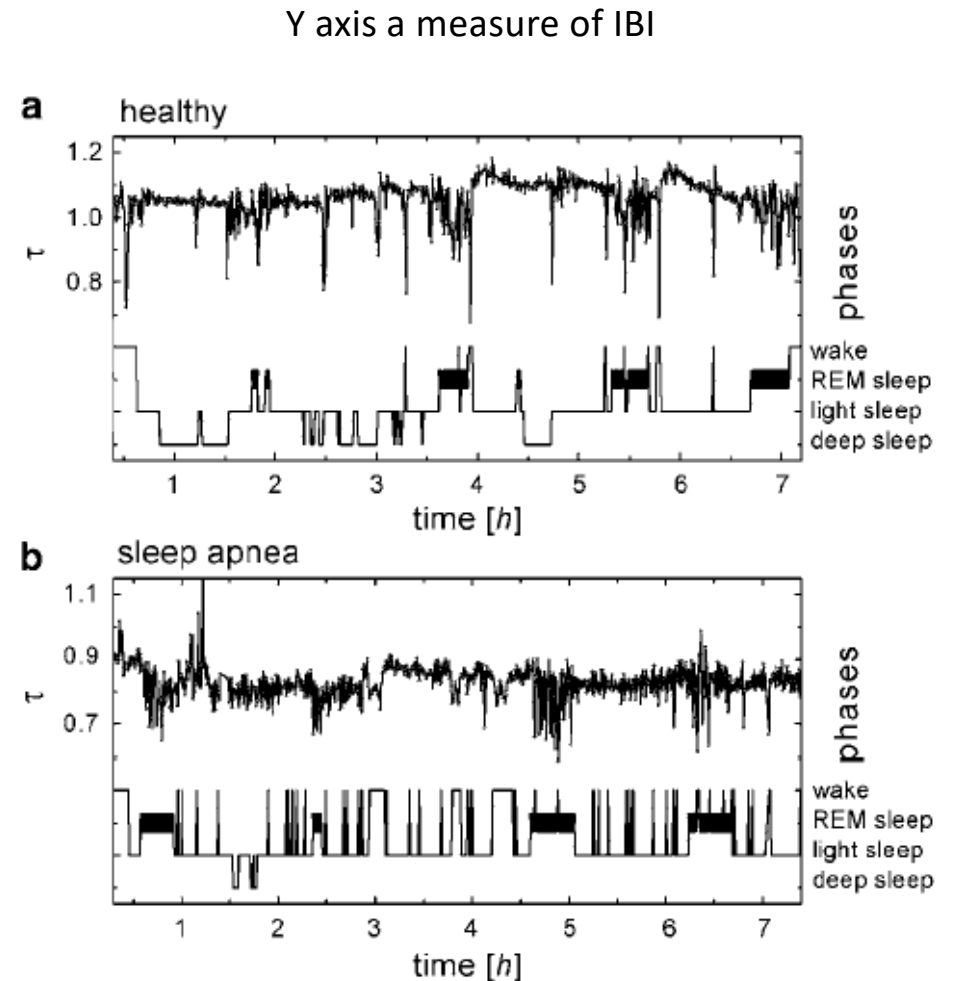 Y axis a measure of IBI
a healthy
1.2
1.0
0.8
τ
phases
wake
REM sleep
light sleep
deep sleep
1 2 3 4 5 6 7
time [h]
b sleep apnea
1.1
0.9
0.7
τ
phases
wake
REM sleep
light sleep
deep sleep
1 2 3 4 5 6 7
time [h]